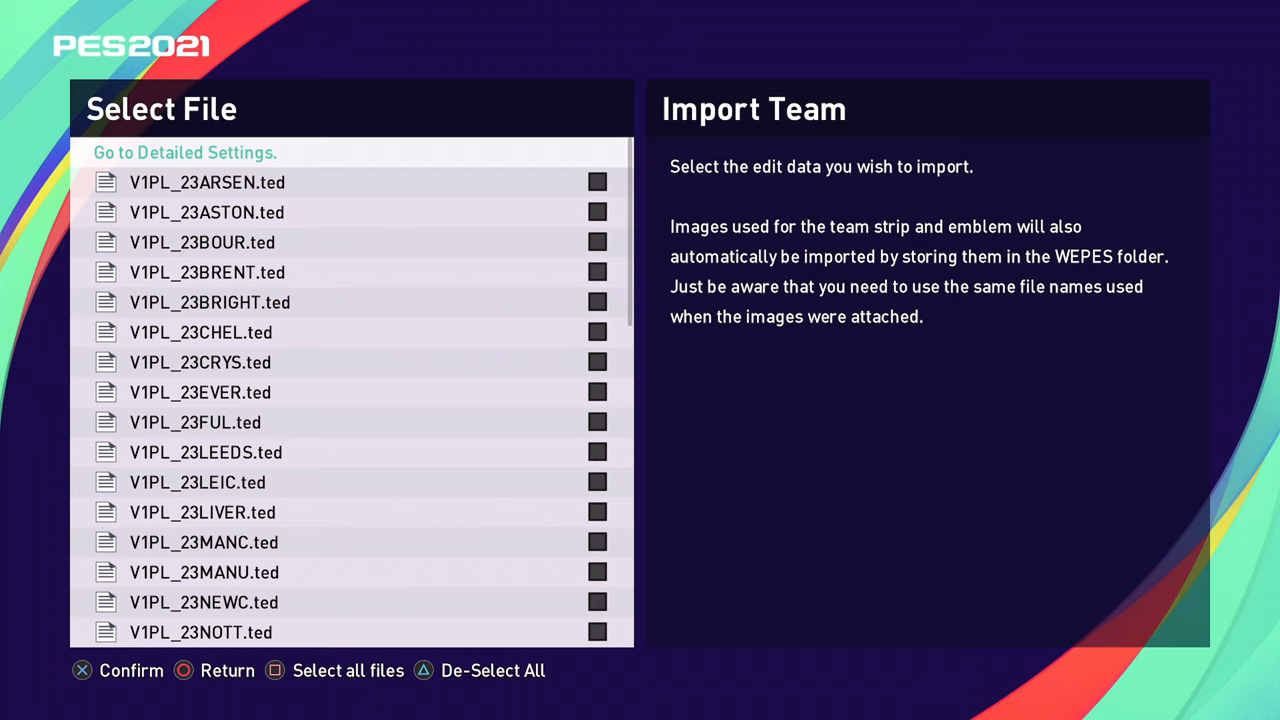 PES2021
Select File
Go to Detailed Settings.
V1PL_23ARSEN.ted
V1PL_23ASTON.ted
V1PL_23BOUR.ted
V1PL_23BRENT.ted
V1PL_23BRIGHT.ted
V1PL_23CHEL.ted
V1PL_23CRYS.ted
V1PL_23EVER.ted
V1PL_23FUL.ted
V1PL_23LEEDS.ted
V1PL_23LEIC.ted
V1PL_23LIVER.ted
V1PL_23MANC.ted
V1PL_23MANU.ted
V1PL_23NEWC.ted
V1PL_23NOTT.ted
Import Team
Select the edit data you wish to import.
Images used for the team strip and emblem will also
automatically be imported by storing them in the WEPES folder.
Just be aware that you need to use the same file names used
when the images were attached.
Confirm Return Select all files De-Select All